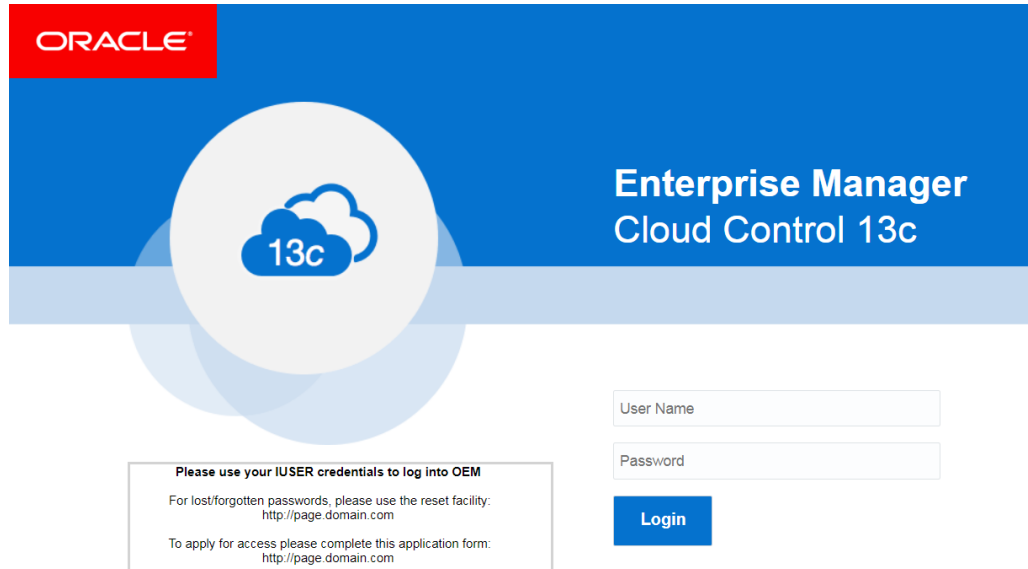 ORACLE®
Enterprise Manager
Cloud Control 13c
13c
User Name
Password
Login
Please use your IUSER credentials to log into OEM
For lost/forgotten passwords, please use the reset facility:
http://page.domain.com
To apply for access please complete this application form:
http://page.domain.com